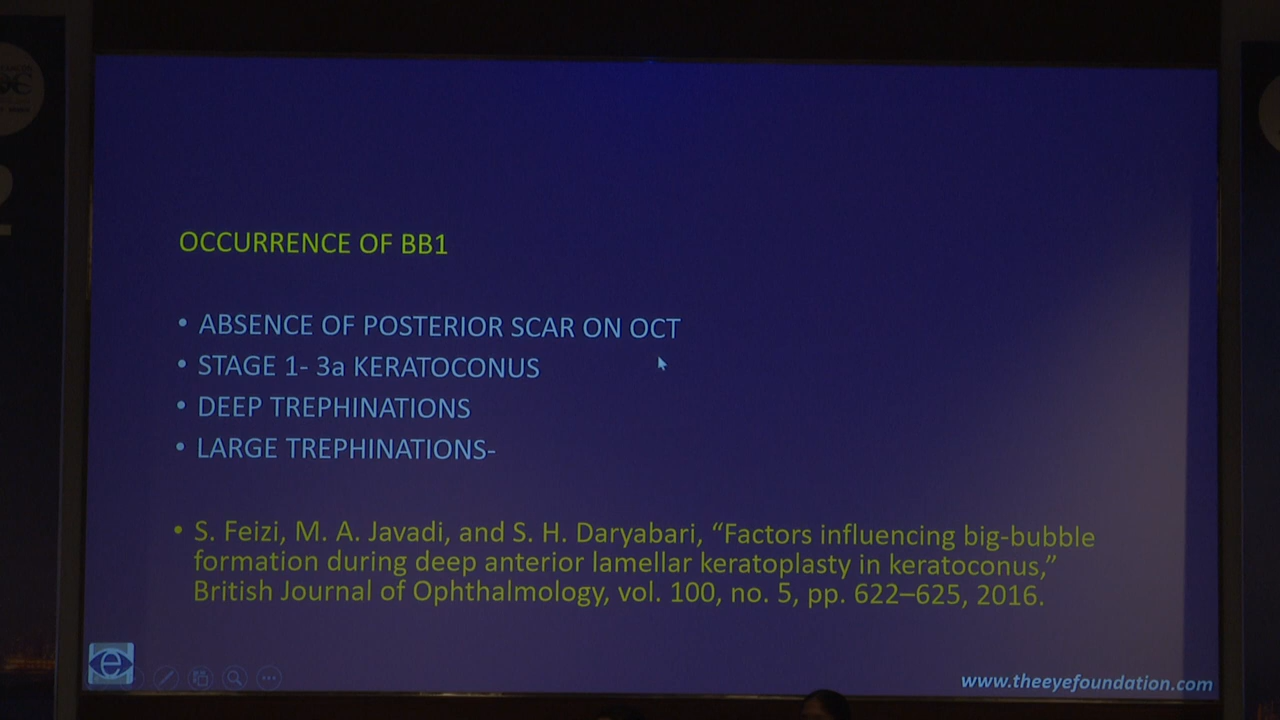 OCCURRENCE OF BB1
• ABSENCE OF POSTERIOR SCAR ON OCT
• STAGE 1- 3a KERATOCONUS
• DEEP TREPHINATIONS
• LARGE TREPHINATIONS-
• S. Feizi, M. A. Javadi, and S. H. Daryabari, “Factors influencing big-bubble
formation during deep anterior lamellar keratoplasty in keratoconus,”
British Journal of Ophthalmology, vol. 100, no. 5, pp. 622–625, 2016.
e
www.theeyefoundation.com
2